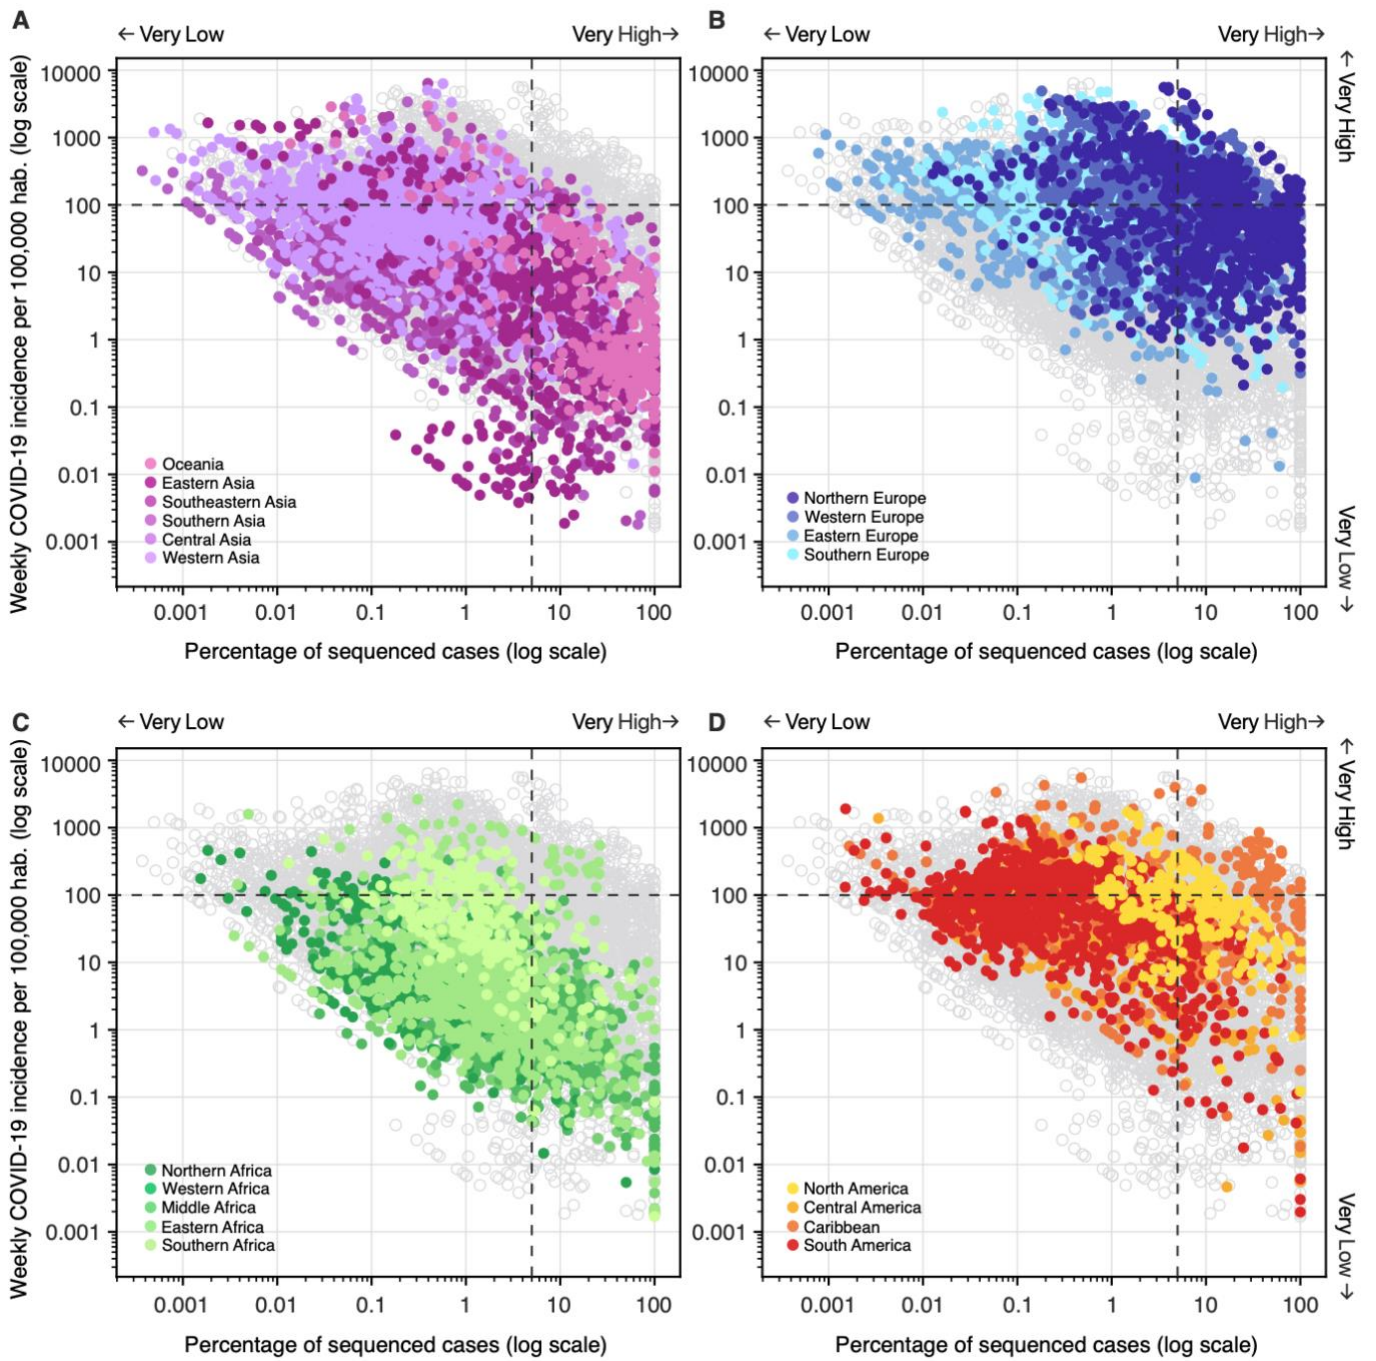 A
← Very Low
Very High→
B
← Very Low
Very High→
Weekly COVID-19 incidence per 100,000 hab. (log scale)
10000
1000
100
10
1
0.1
0.01
0.001
Oceania
Eastern Asia
Southeastern Asia
Southern Asia
Central Asia
Western Asia
0.001
0.01
0.1
1
10
100
Percentage of sequenced cases (log scale)
10000
1000
100
10
1
0.1
0.01
0.001
Northern Europe
Western Europe
Eastern Europe
Southern Europe
0.001
0.01
0.1
1
10
100
Percentage of sequenced cases (log scale)
← Very High
Very Low →
C
← Very Low
Very High→
D
← Very Low
Very High→
Weekly COVID-19 incidence per 100,000 hab. (log scale)
10000
1000
100
10
1
0.1
0.01
0.001
Northern Africa
Western Africa
Middle Africa
Eastern Africa
Southern Africa
0.001
0.01
0.1
1
10
100
Percentage of sequenced cases (log scale)
10000
1000
100
10
1
0.1
0.01
0.001
North America
Central America
Caribbean
South America
0.001
0.01
0.1
1
10
100
Percentage of sequenced cases (log scale)
← Very High
Very Low →